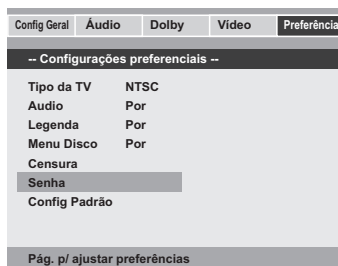 Config Geral Áudio Dolby Vídeo Preferência
-- Configurações preferenciais --
Tipo da TV NTSC
Audio Por
Legenda Por
Menu Disco Por
Censura
Senha
Config Padrão
Pág. p/ ajustar preferências